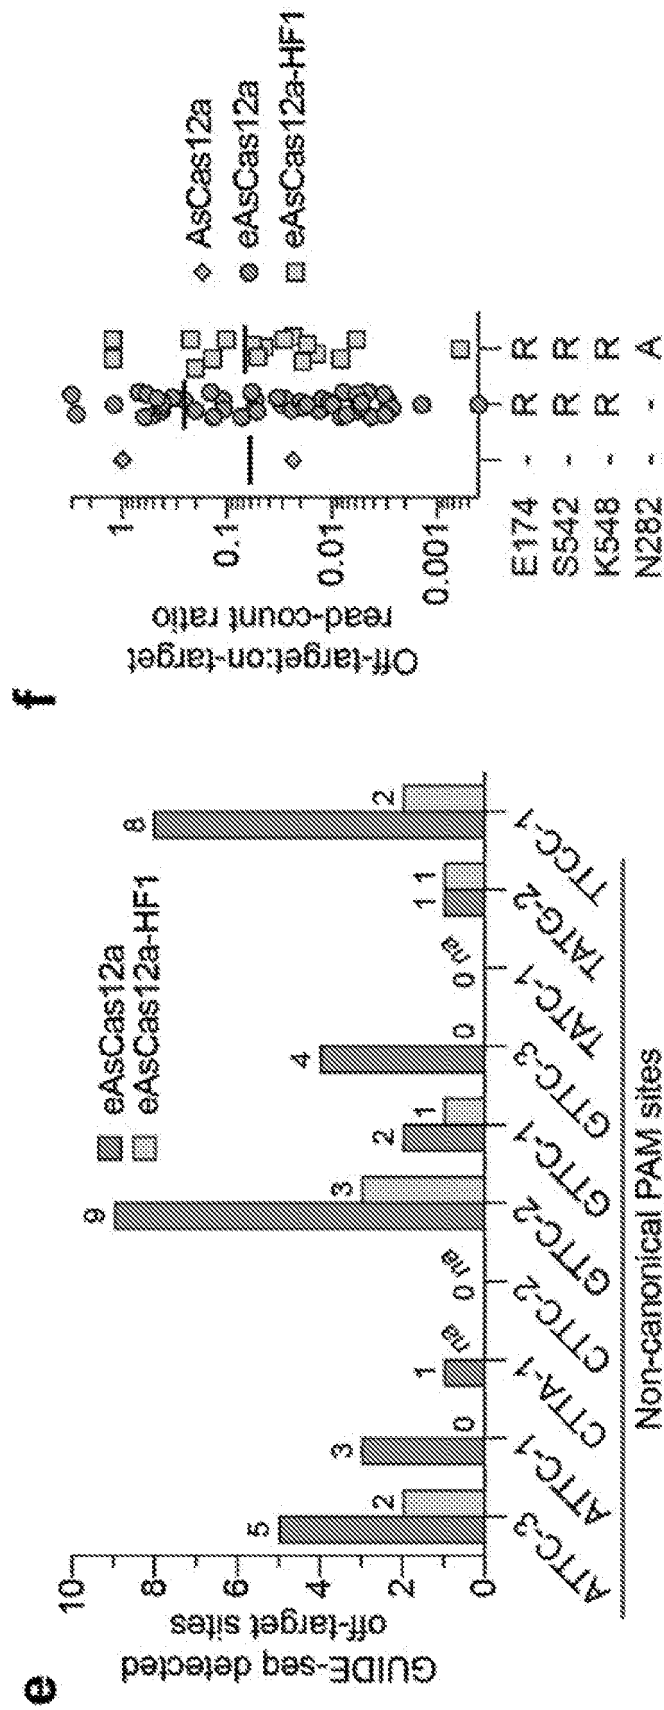 e
GUIDE-seq detected
off-target sites
10
8
6
4
2
0
eAsCas12a
eAsCas12a-HF1
5
2
3
0
1
na
0
na
9
3
2
1
4
0
0
na
1
1
8
2
ATTC-3
ATTC-1
CTTA-1
CTTC-2
GTTC-2
GTTC-1
GTTC-3
TATC-1
TATG-2
TTCC-1
Non-canonical PAM sites
f
Off-target:on-target
read-count ratio
1
0.1
0.01
0.001
AsCas12a
eAsCas12a
eAsCas12a-HF1
E174 - R R
S542 - R R
K548 - R R
N282 - - A